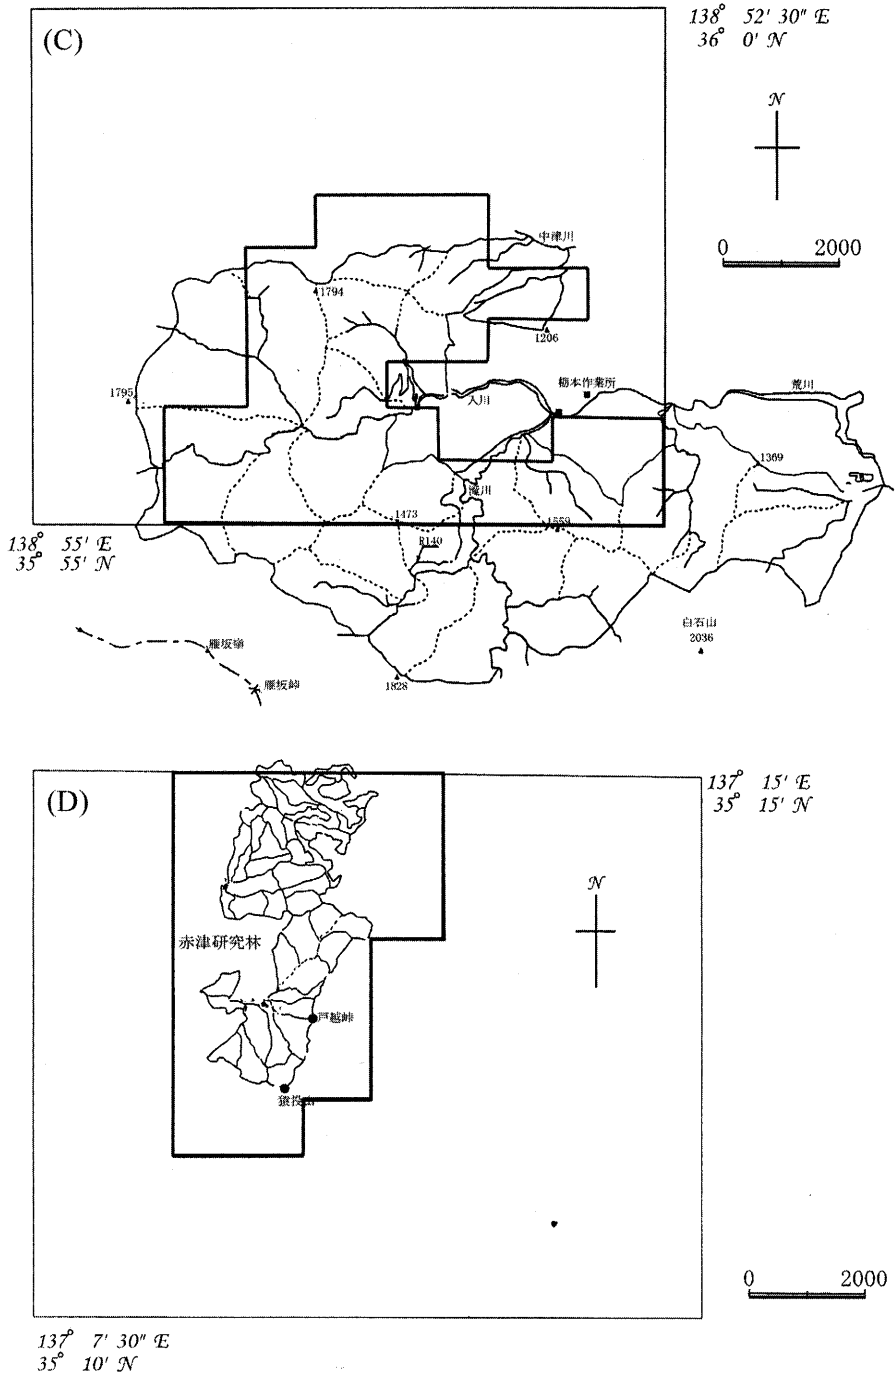 (C)
138° 52' 30" E
36° 0' N
N
0 2000
中津川
1794
1206
1795
栃本作業所
荒川
入川
1369
滝川
1473
1559
R140
138° 55' E
35° 55' N
白石山
2036
雁坂嶺
雁坂峠
1828
(D)
137° 15' E
35° 15' N
N
赤津研究林
戸越峠
猿投山
0 2000
137° 7' 30" E
35° 10' N